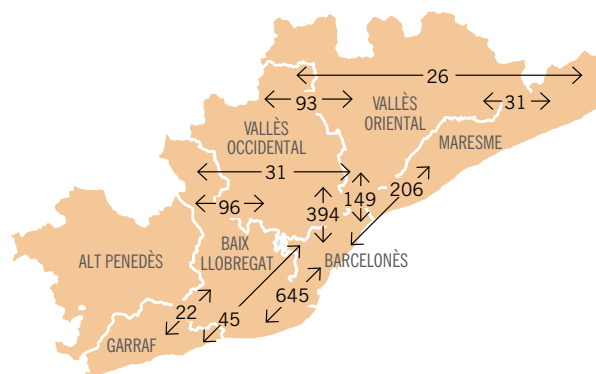 26
93
31
VALLÈS
ORIENTAL
VALLÈS
OCCIDENTAL
MARESME
31
206
149
96
394
ALT PENEDÈS
BAIX
LLOBREGAT
BARCELONÈS
645
22
45
GARRAF